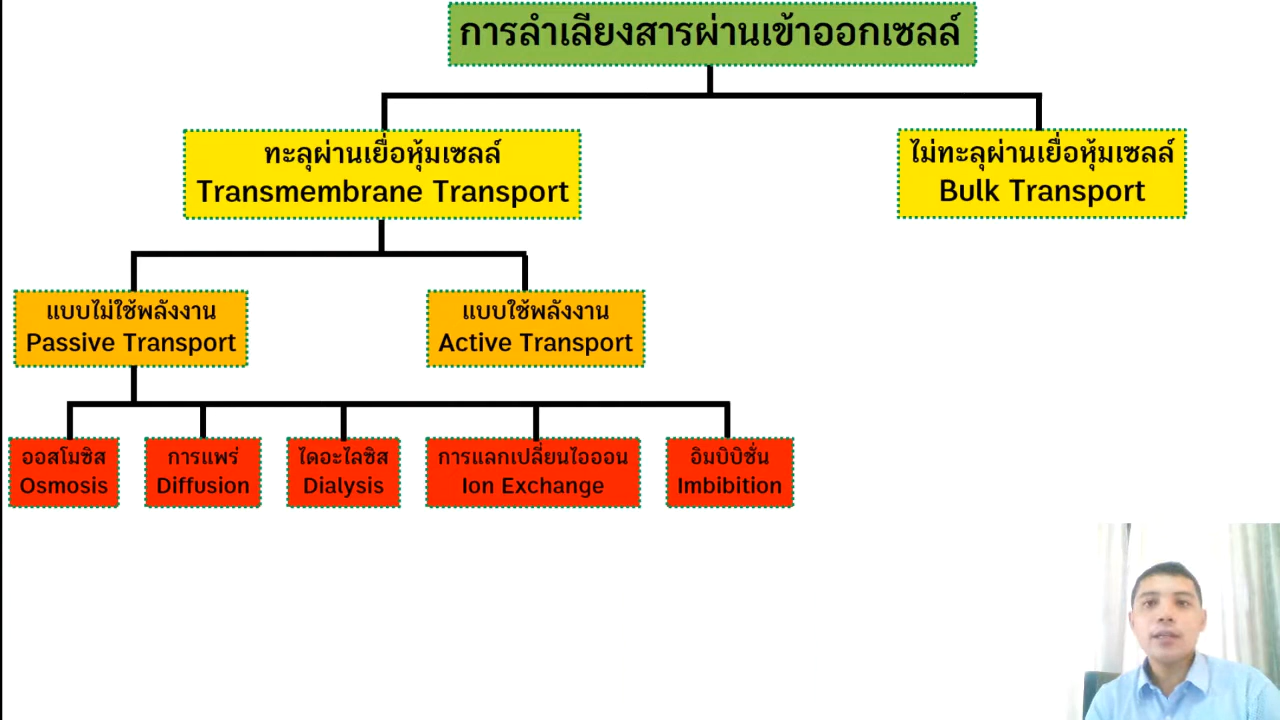 การลำเลียงสารผ่านเข้าออกเซลล์
ทะลุผ่านเยื่อหุ้มเซลล์
Transmembrane Transport
ไม่ทะลุผ่านเยื่อหุ้มเซลล์
Bulk Transport
แบบไม่ใช้พลังงาน
Passive Transport
แบบใช้พลังงาน
Active Transport
ออสโมซิส
Osmosis
การแพร่
Diffusion
ไดอะไลซิส
Dialysis
การแลกเปลี่ยนไอออน
Ion Exchange
อิมบิบิชั่น
Imbibition